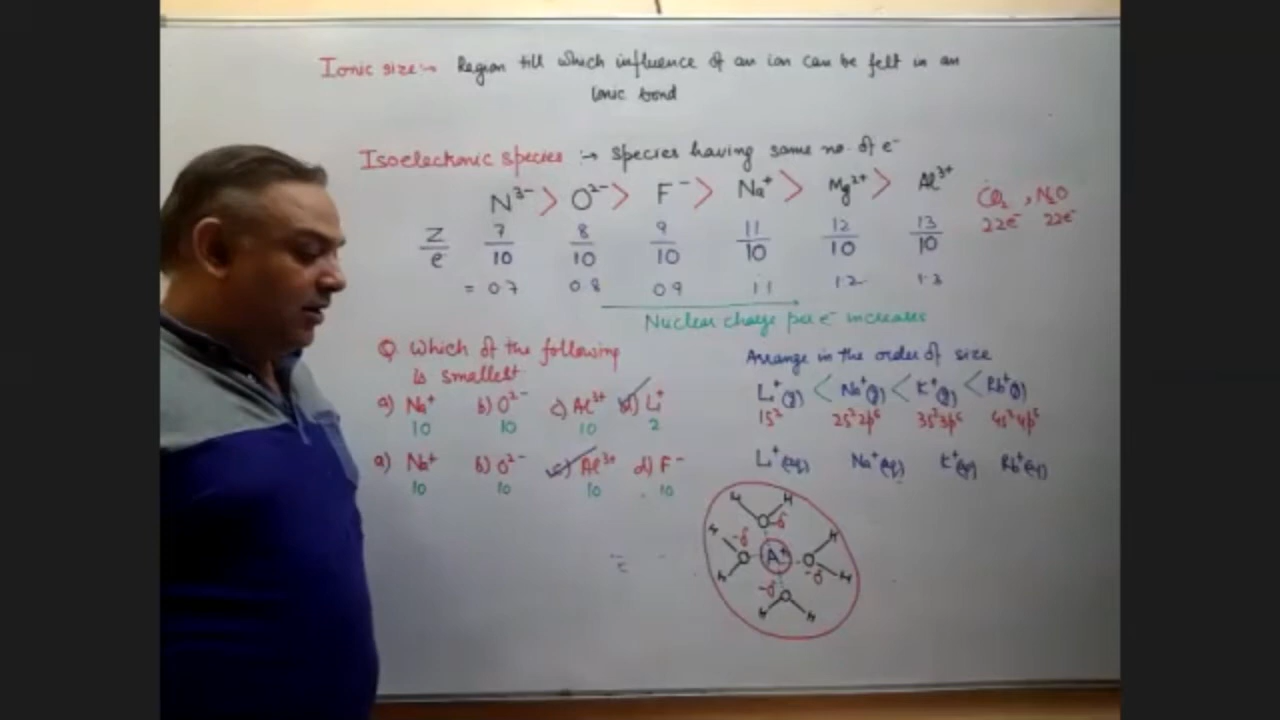 Ionic size :→ Region till which influence of an ion can be felt in an
Ionic bond
Isoelectronic species :→ Species having same no. of e⁻
N³⁻ > O²⁻ > F⁻ > Na⁺ > Mg²⁺ > Al³⁺
CO₂, N₂O
22e⁻ 22e⁻
Z/e 7/10 8/10 9/10 11/10 12/10 13/10
= 0.7 0.8 0.9 1.1 1.2 1.3
Nuclear charge per e⁻ increases
Q. Which of the following
is smallest
a) Na⁺ b) O²⁻ c) Al³⁺ d) Li⁺
10 10 10 2
a) Na⁺ b) O²⁻ c) Al³⁺ d) F⁻
10 10 10 10
Arrange in the order of size
Li⁺(g) < Na⁺(g) < K⁺(g) < Rb⁺(g)
1s² 2s²2p⁶ 3s²3p⁶ 4s²4p⁶
Li⁺(aq) Na⁺(aq) K⁺(aq) Rb⁺(aq)
H H
O -δ
H -δ H
O A⁺ O
H -δ -δ H
O
H H